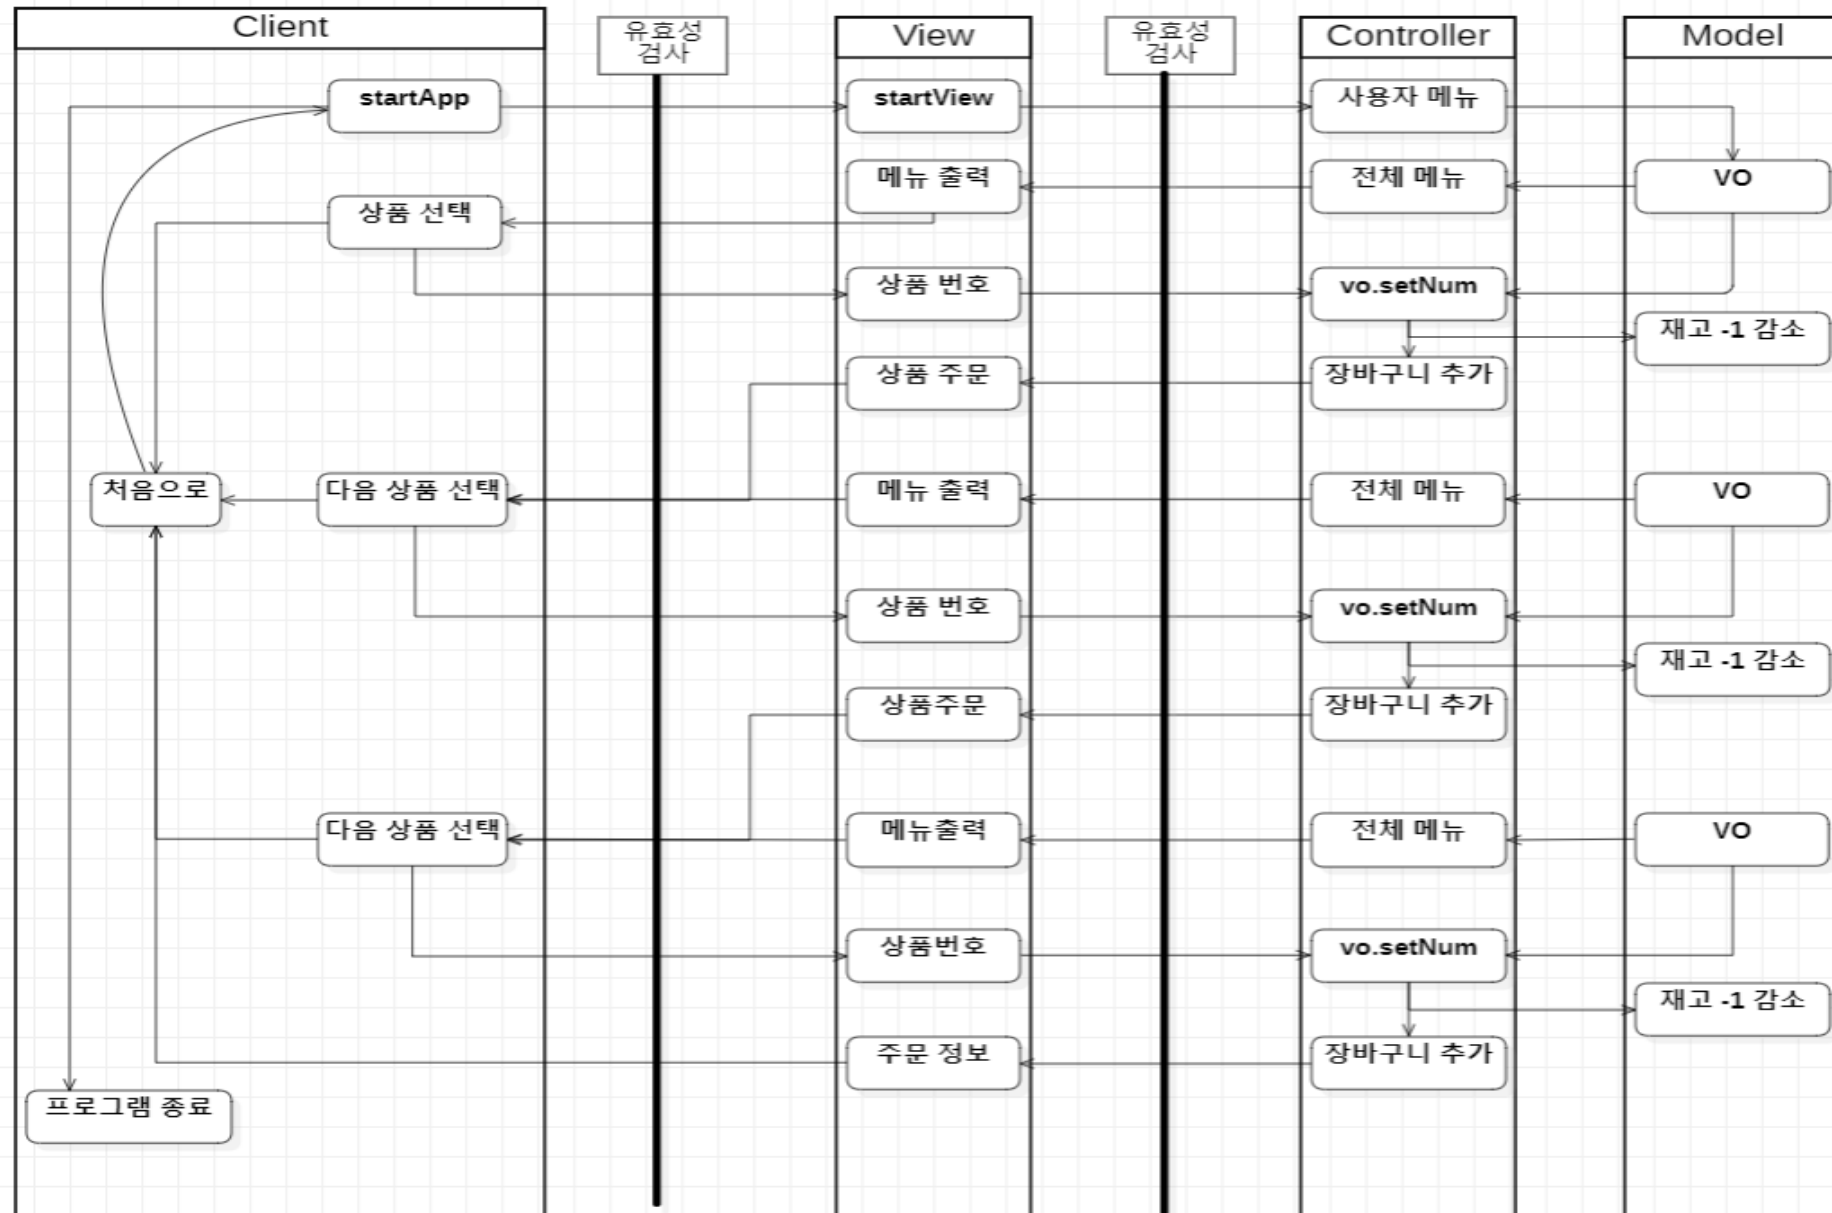 Client
유효성
검사
View
유효성
검사
Controller
Model
startApp
startView
사용자 메뉴
메뉴 출력
전체 메뉴
VO
상품 선택
상품 번호
vo.setNum
재고 -1 감소
상품 주문
장바구니 추가
처음으로
다음 상품 선택
메뉴 출력
전체 메뉴
VO
상품 번호
vo.setNum
재고 -1 감소
상품주문
장바구니 추가
다음 상품 선택
메뉴출력
전체 메뉴
VO
상품번호
vo.setNum
재고 -1 감소
주문 정보
장바구니 추가
프로그램 종료